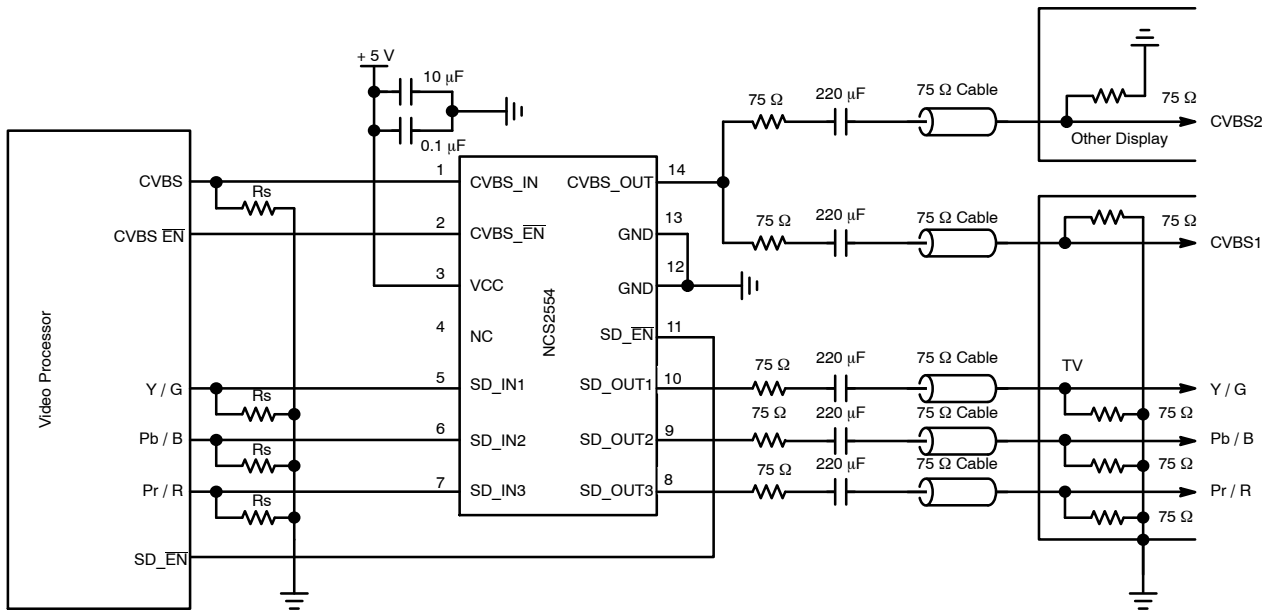 + 5 V
10 μF
0.1 μF
Video Processor
CVBS
CVBS EN
Y / G
Pb / B
Pr / R
SD_EN
Rs
Rs
Rs
Rs
1
2
3
4
5
6
7
CVBS_IN
CVBS_EN
VCC
NC
SD_IN1
SD_IN2
SD_IN3
NCS2554
CVBS_OUT
GND
GND
SD_EN
SD_OUT1
SD_OUT2
SD_OUT3
14
13
12
11
10
9
8
75 Ω
220 μF
75 Ω Cable
75 Ω
Other Display
CVBS2
75 Ω
220 μF
75 Ω Cable
75 Ω
CVBS1
75 Ω
220 μF
75 Ω Cable
TV
Y / G
75 Ω
75 Ω
220 μF
75 Ω Cable
Pb / B
75 Ω
75 Ω
220 μF
75 Ω Cable
Pr / R
75 Ω